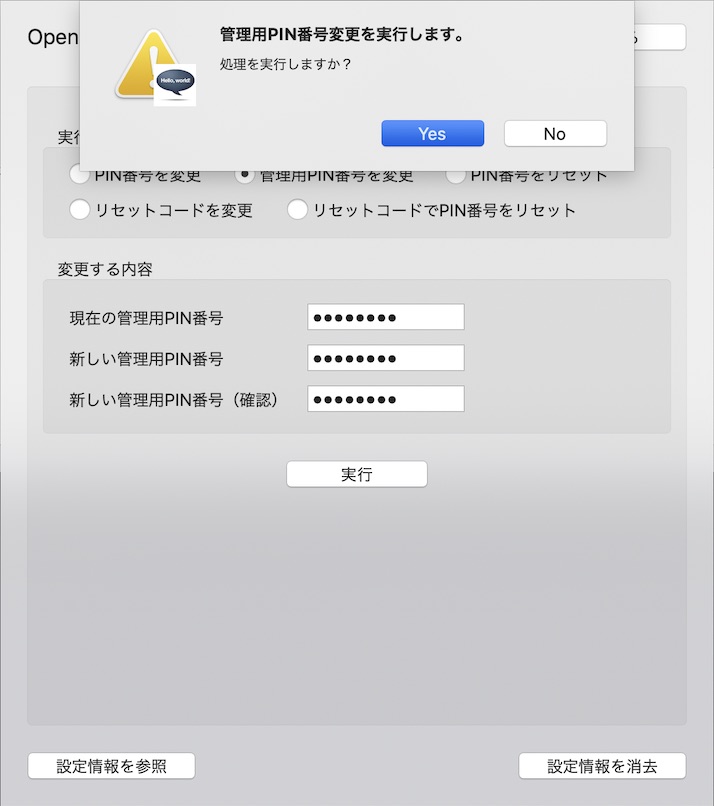 Open
管理用PIN番号変更を実行します。
処理を実行しますか？
Hello, world!
Yes
No
実行
PIN番号を変更
管理用PIN番号を変更
PIN番号をリセット
リセットコードを変更
リセットコードでPIN番号をリセット
変更する内容
現在の管理用PIN番号
●●●●●●●●
新しい管理用PIN番号
●●●●●●●●
新しい管理用PIN番号（確認）
●●●●●●●●
実行
設定情報を参照
設定情報を消去